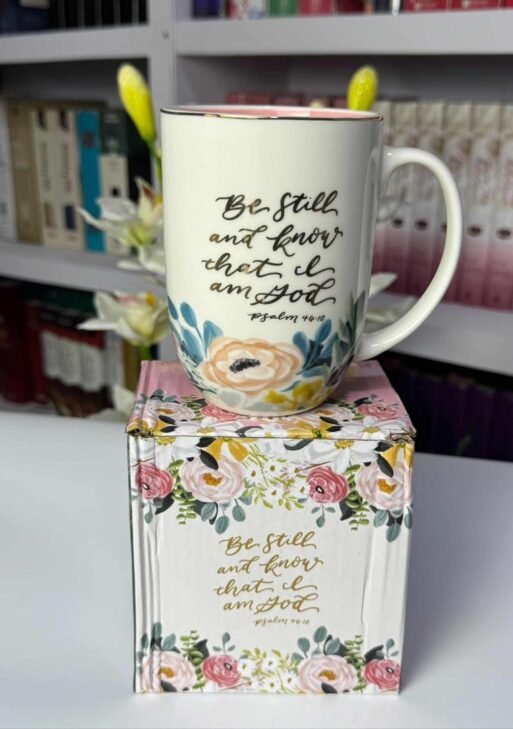 Be Still
and know
that I
am God
Psalm 46:10
Be Still
and know
that I
am God
Psalm 46:10